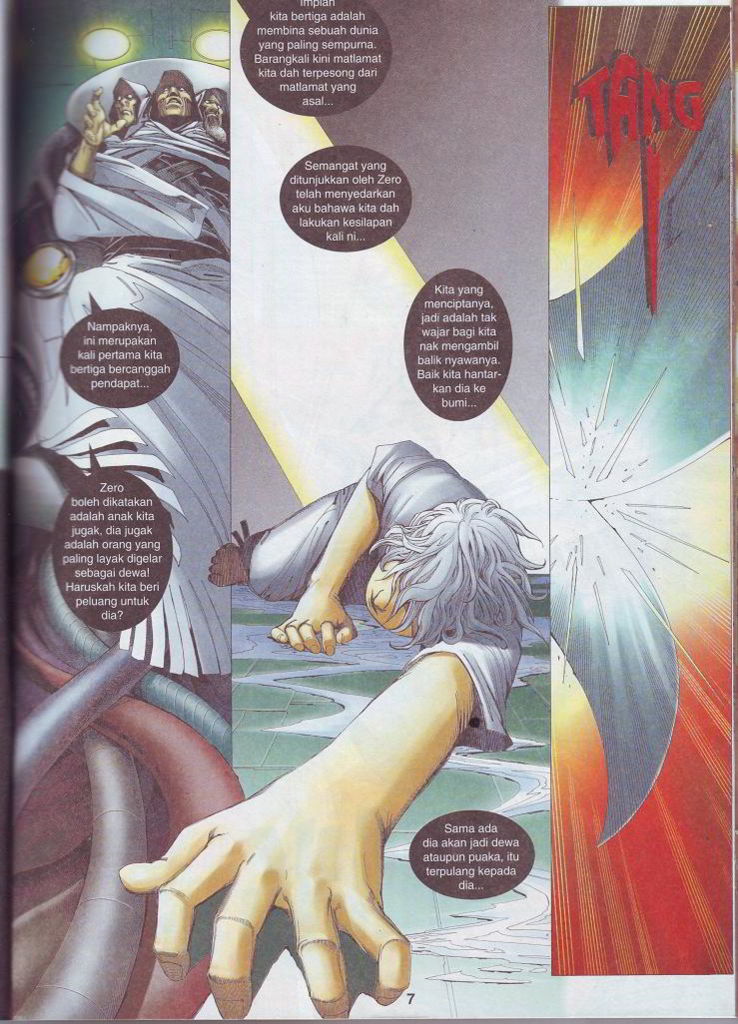 Nampaknya,
ini merupakan
kali pertama kita
bertiga bercanggah
pendapat...
Zero
boleh dikatakan
adalah anak kita
jugak, dia jugak
adalah orang yang
paling layak digelar
sebagai dewa!
Haruskah kita beri
peluang untuk
dia?
Impian
kita bertiga adalah
membina sebuah dunia
yang paling sempurna.
Barangkali kini matlamat
kita dah terpesong dari
matlamat yang
asal...
Semangat yang
ditunjukkan oleh Zero
telah menyedarkan
aku bahawa kita dah
lakukan kesilapan
kali ni...
Kita yang
menciptanya,
jadi adalah tak
wajar bagi kita
nak mengambil
balik nyawanya.
Baik kita hantar-
kan dia ke
bumi...
Sama ada
dia akan jadi dewa
ataupun puaka, itu
terpulang kepada
dia...
TANG
7